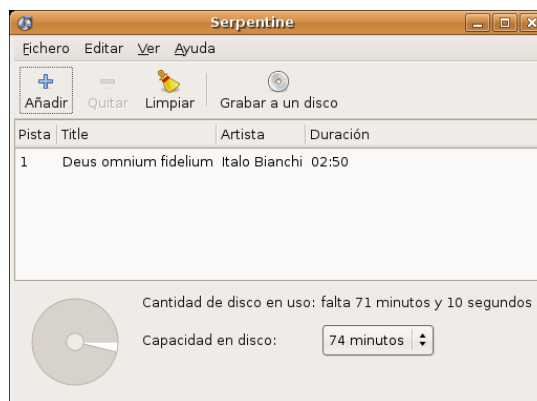 Serpentine
Fichero Editar Ver Ayuda
Añadir Quitar Limpiar Grabar a un disco
Pista Title Artista Duración
1 Deus omnium fidelium Italo Bianchi 02:50
Cantidad de disco en uso: falta 71 minutos y 10 segundos
Capacidad en disco: 74 minutos